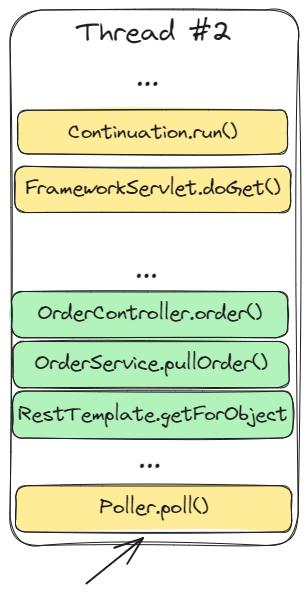 Thread #2
...
Continuation.run()
FrameworkServlet.doGet()
...
OrderController.order()
OrderService.pullOrder()
RestTemplate.getForObject
...
Poller.poll()